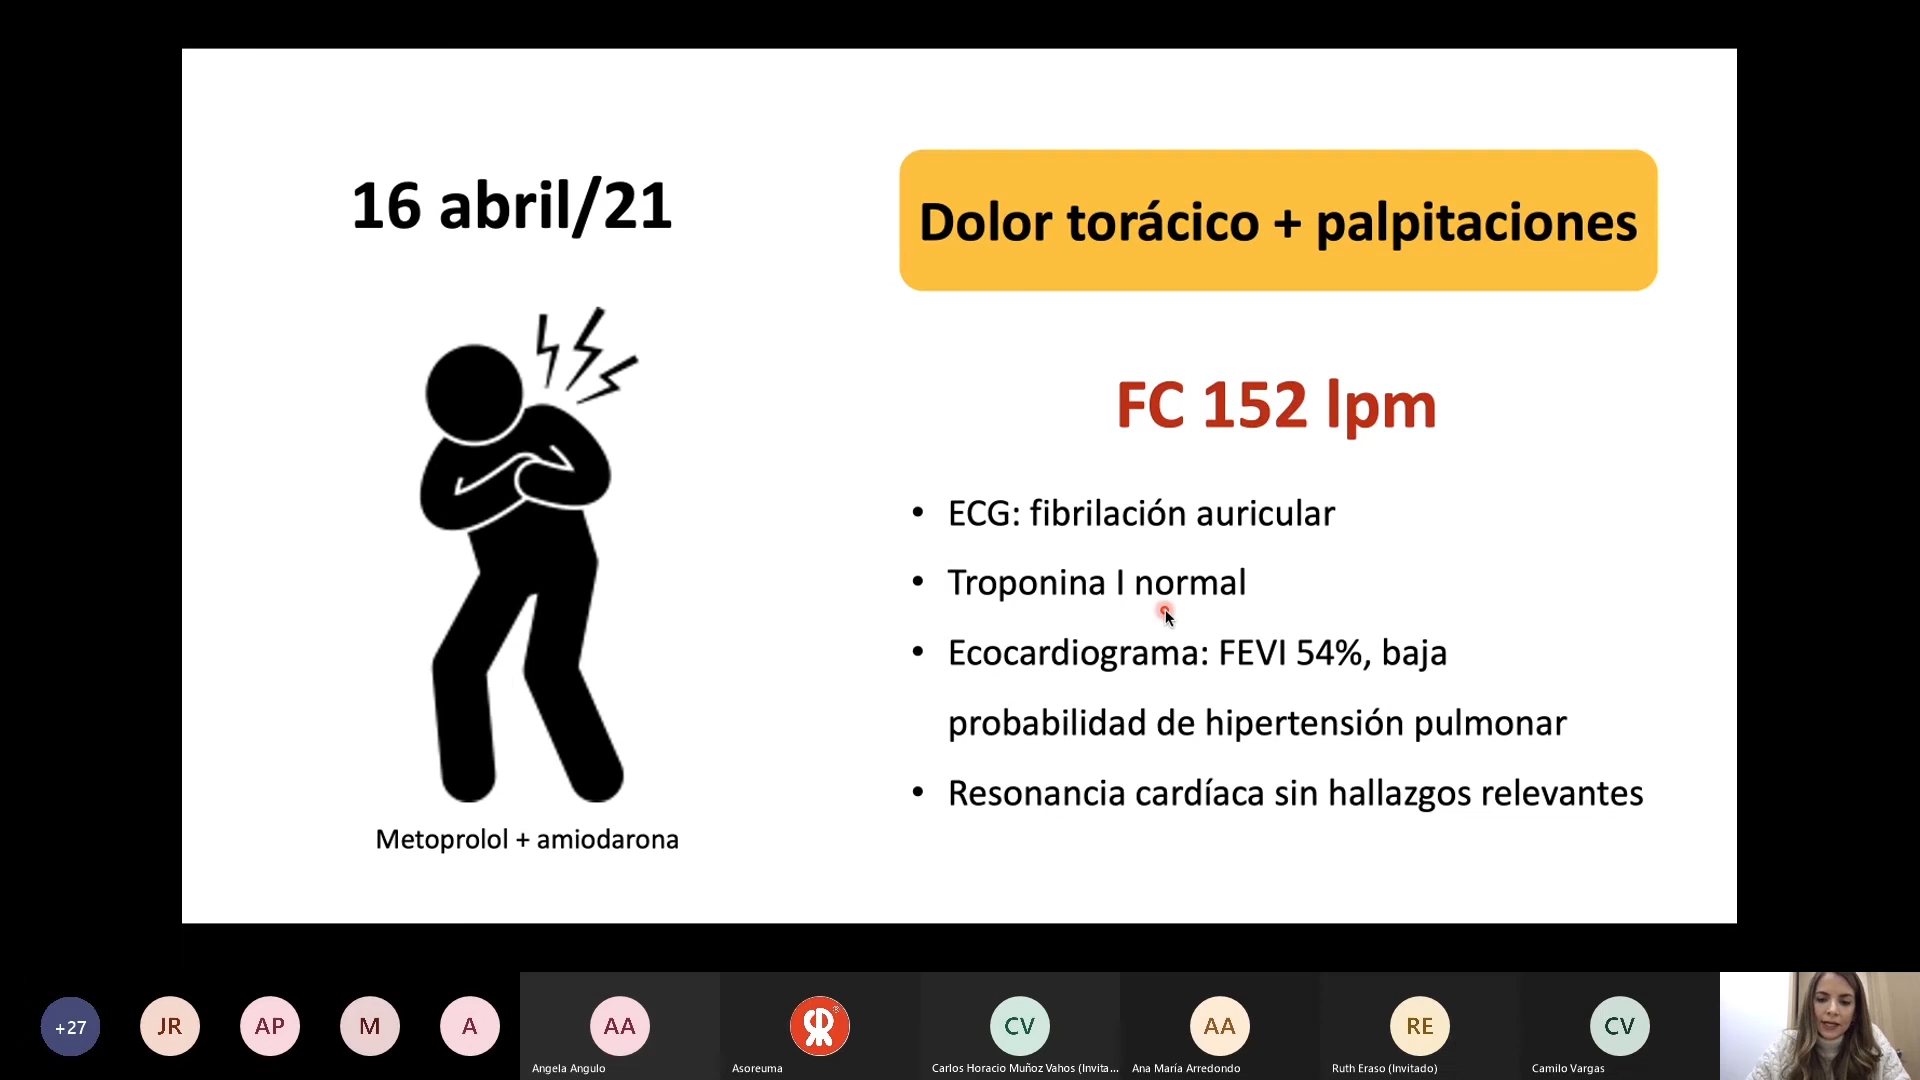 16 abril/21
Dolor torácico + palpitaciones
FC 152 lpm
• ECG: fibrilación auricular
• Troponina I normal
• Ecocardiograma: FEVI 54%, baja
probabilidad de hipertensión pulmonar
• Resonancia cardíaca sin hallazgos relevantes
Metoprolol + amiodarona
+27
JR
AP
M
A
AA
CV
AA
RE
CV
Angela Angulo
Asoreuma
Carlos Horacio Muñoz Vahos (Invita...
Ana María Arredondo
Ruth Eraso (Invitado)
Camilo Vargas